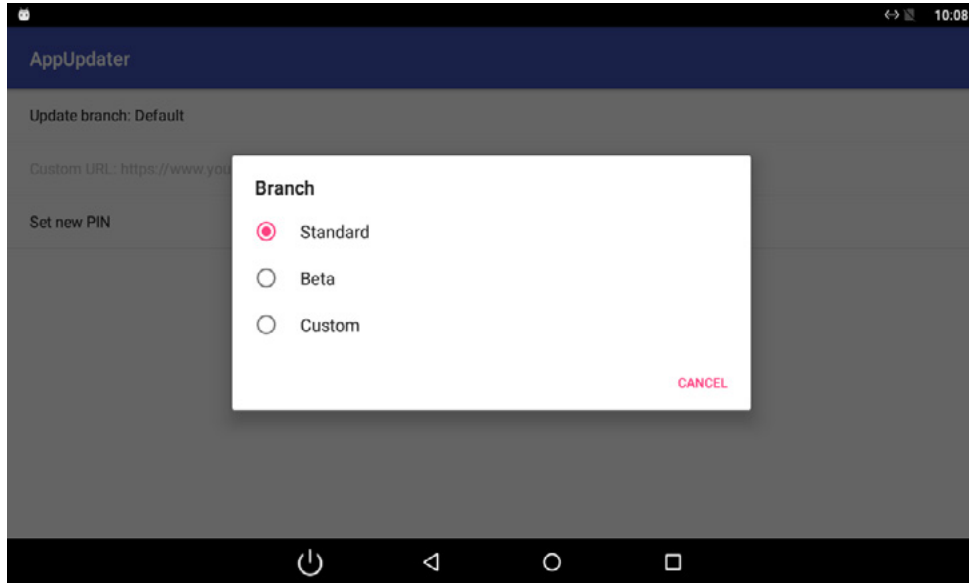 10:08
AppUpdater
Update branch: Default
Custom URL: https://www.you
Set new PIN
Branch
Standard
Beta
Custom
CANCEL